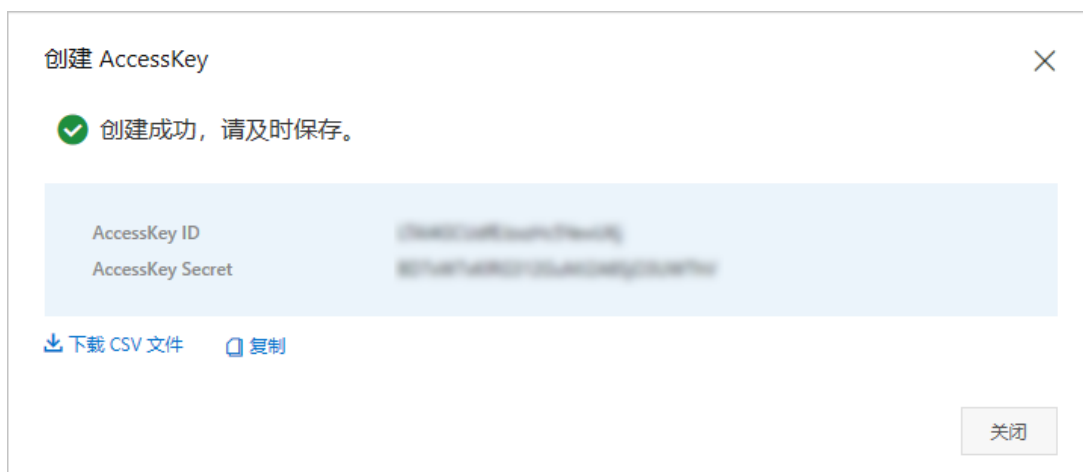 创建 AccessKey
创建成功，请及时保存。
AccessKey ID
AccessKey Secret
下载 CSV 文件 复制
关闭